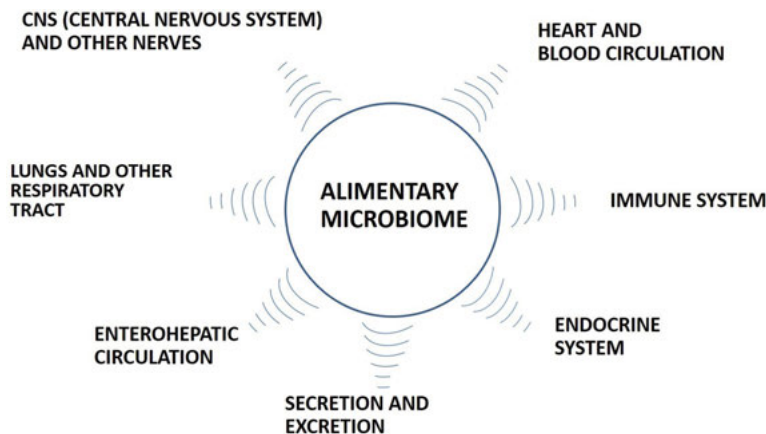 CNS (CENTRAL NERVOUS SYSTEM)
AND OTHER NERVES
HEART AND
BLOOD CIRCULATION
LUNGS AND OTHER
RESPIRATORY
TRACT
ALIMENTARY
MICROBIOME
IMMUNE SYSTEM
ENTEROHEPATIC
CIRCULATION
ENDOCRINE
SYSTEM
SECRETION AND
EXCRETION